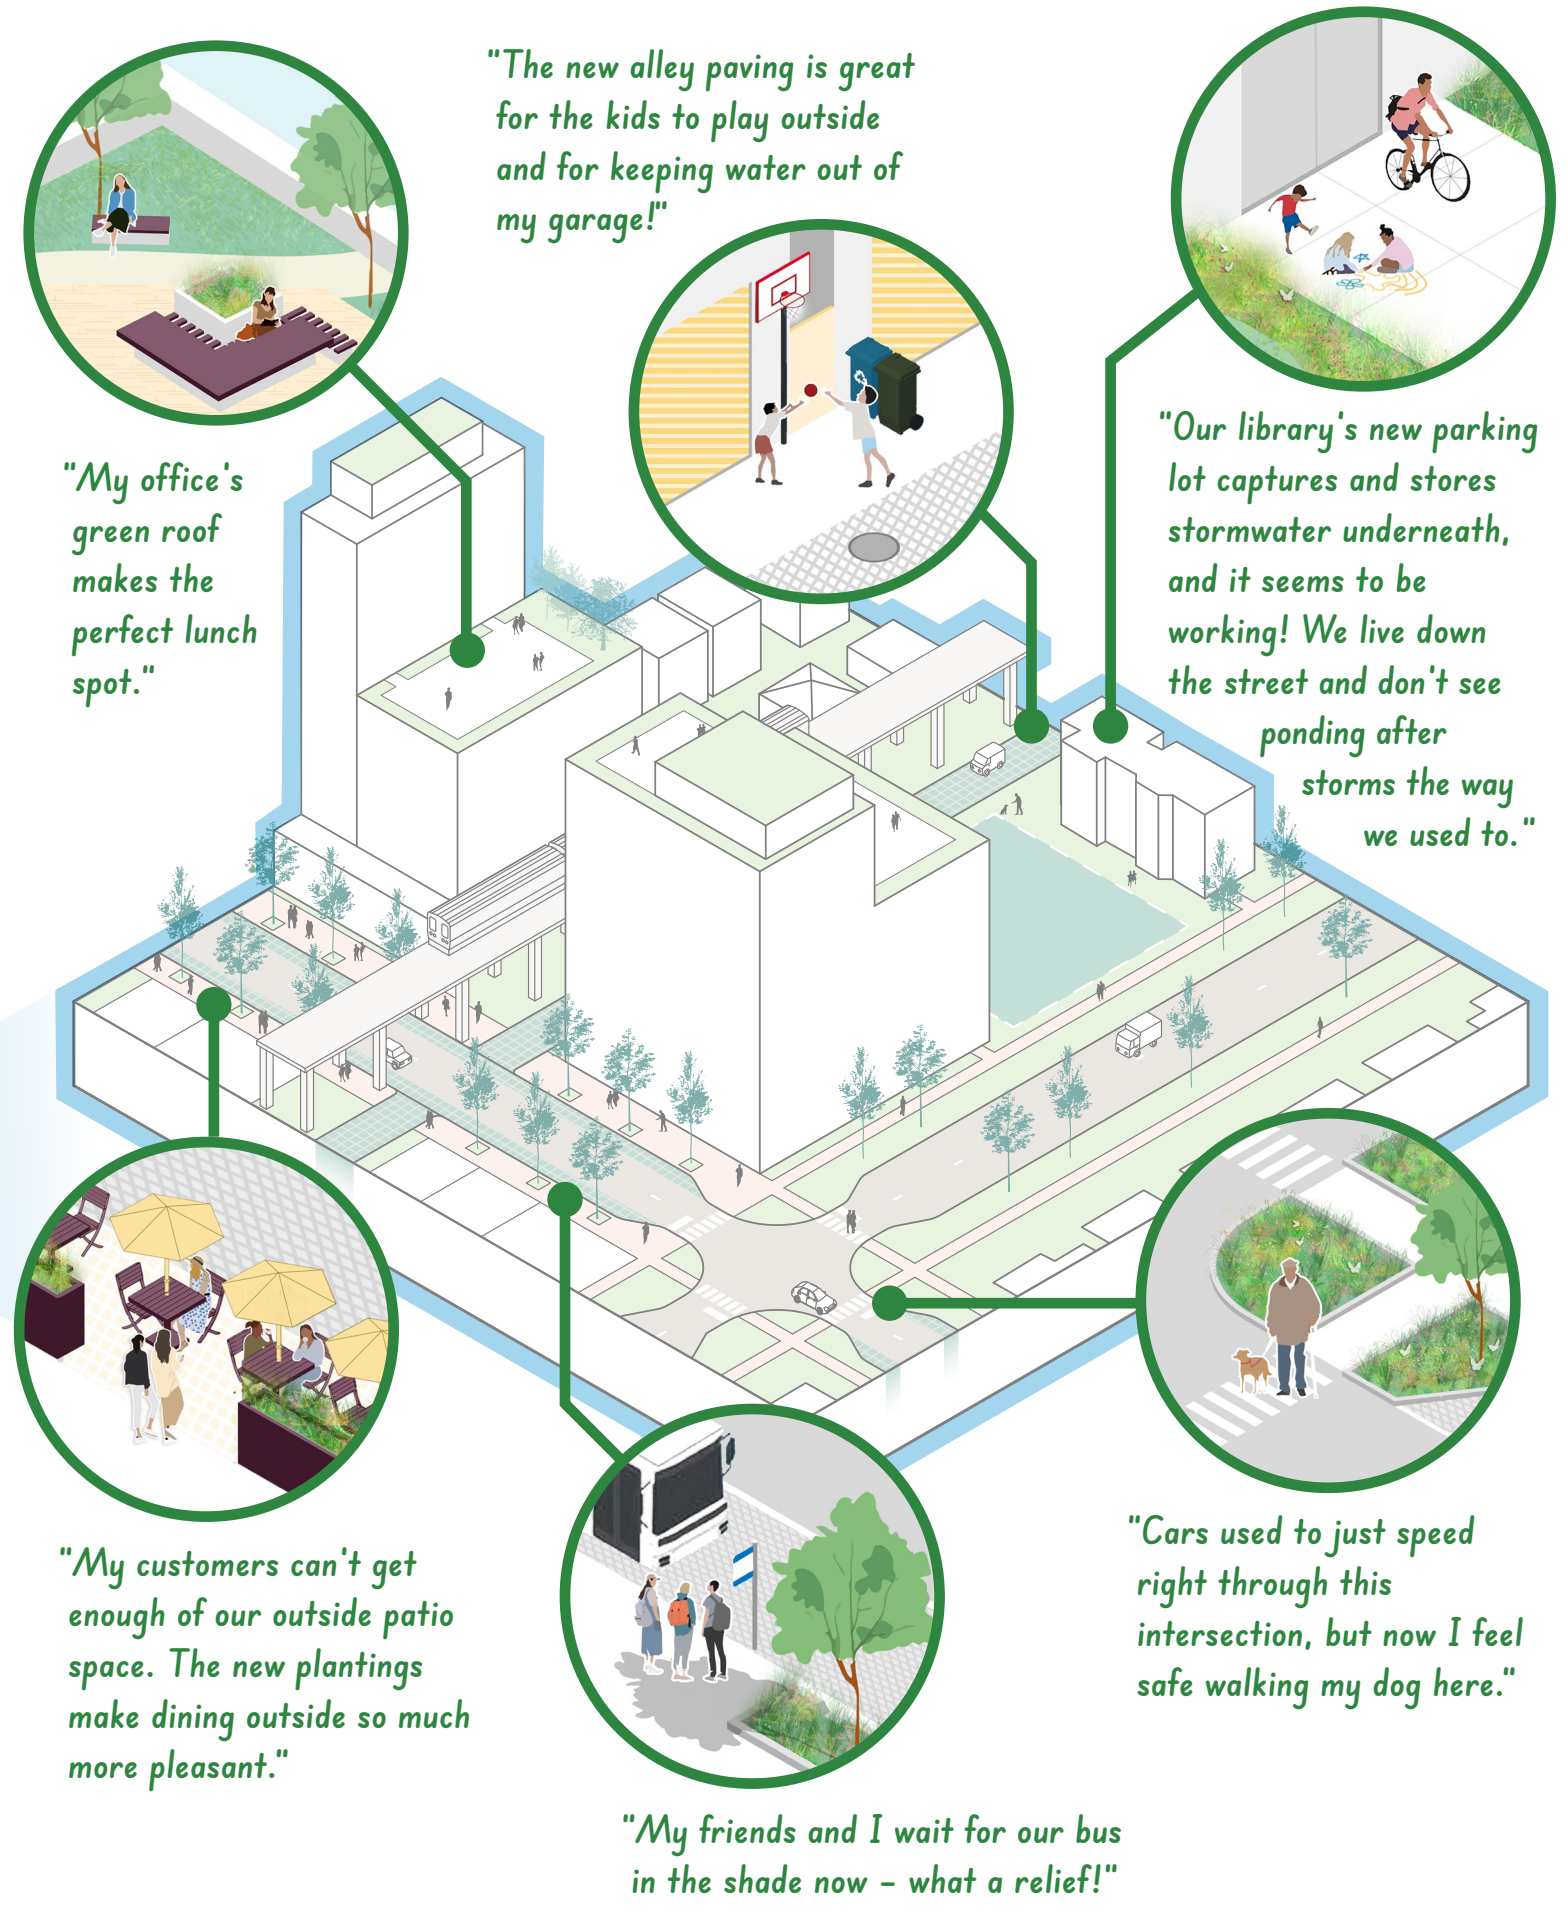 "The new alley paving is great
for the kids to play outside
and for keeping water out of
my garage!"
"My office's
green roof
makes the
perfect lunch
spot."
"Our library's new parking
lot captures and stores
stormwater underneath,
and it seems to be
working! We live down
the street and don't see
ponding after
storms the way
we used to."
"My customers can't get
enough of our outside patio
space. The new plantings
make dining outside so much
more pleasant."
"Cars used to just speed
right through this
intersection, but now I feel
safe walking my dog here."
"My friends and I wait for our bus
in the shade now – what a relief!"